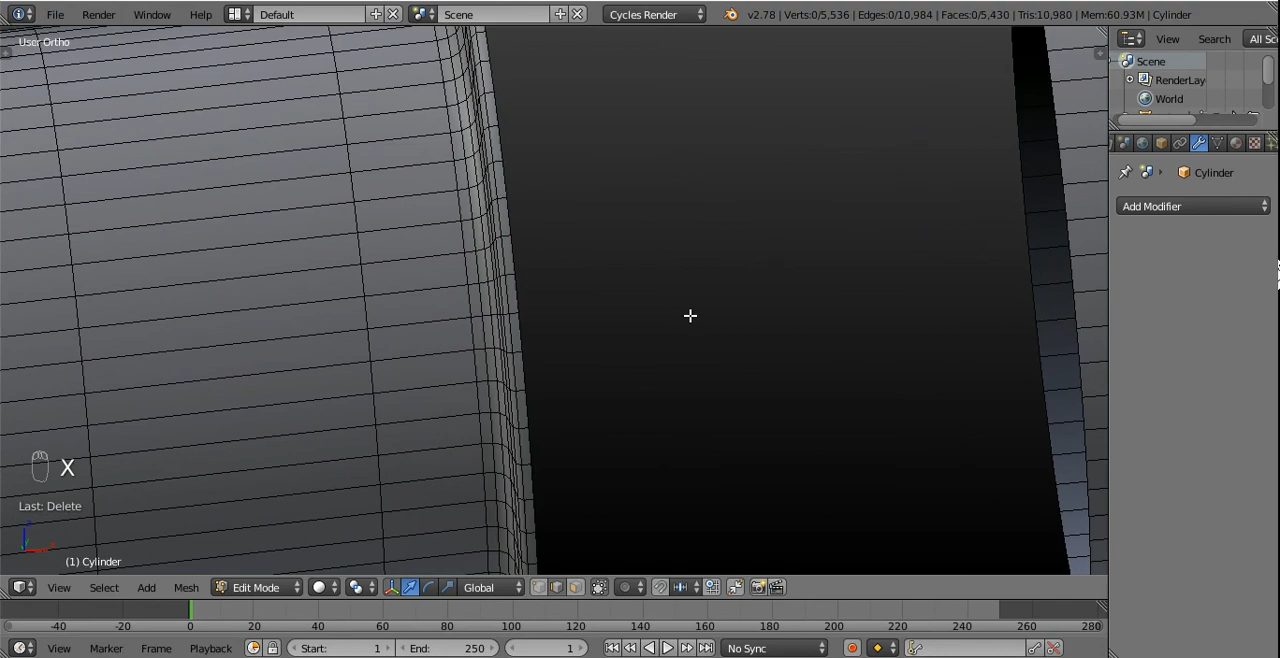 File Render Window Help Default Scene Cycles Render v2.78 | Verts:0/5,536 | Edges:0/10,984 | Faces:0/5,430 | Tris:10,980 | Mem:60.93M | Cylinder
User Ortho
View Search All Sc
Scene
RenderLay
World
Cylinder
Add Modifier
X
Last: Delete
(1) Cylinder
View Select Add Mesh Edit Mode Global
-40 -20 0 20 40 60 80 100 120 140 160 180 200 220 240 260 280
View Marker Frame Playback Start: 1 End: 250 1 No Sync